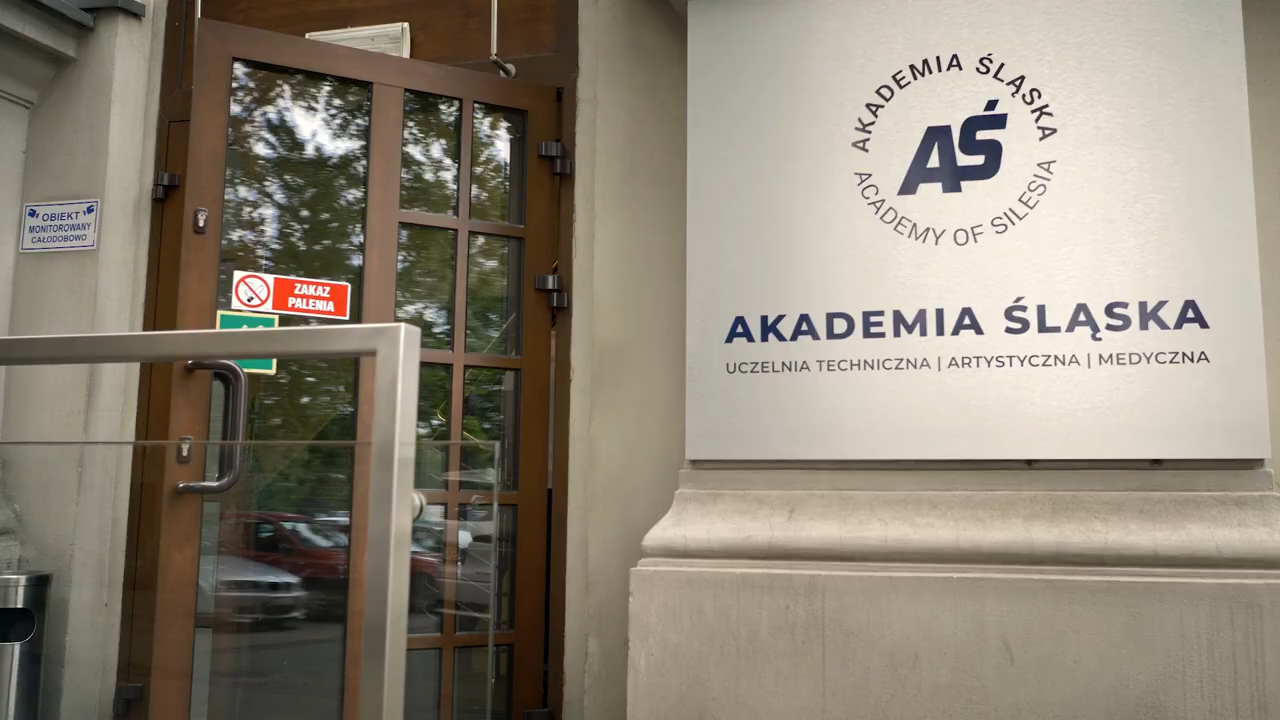 OBIEKT
MONITOROWANY
CAŁODOBOWO
ZAKAZ
PALENIA
AKADEMIA ŚLĄSKA
AŚ
ACADEMY OF SILESIA
AKADEMIA ŚLĄSKA
UCZELNIA TECHNICZNA | ARTYSTYCZNA | MEDYCZNA